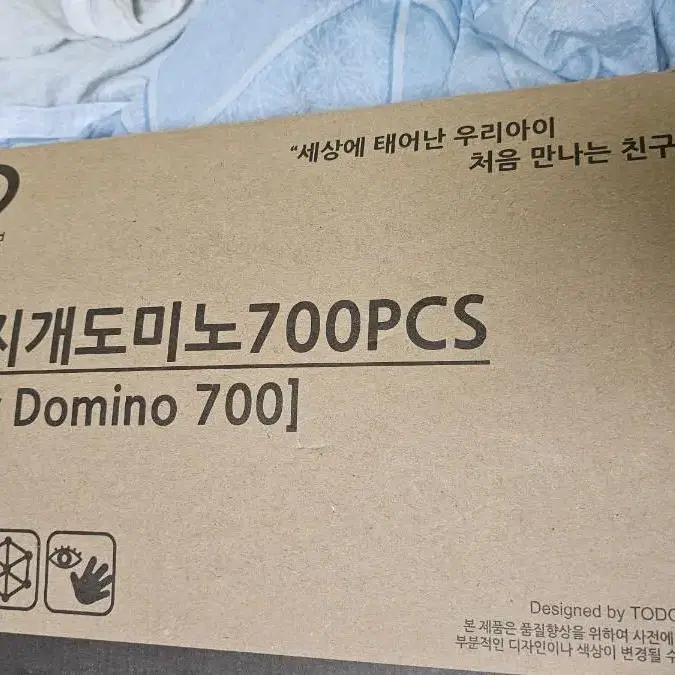 “세상에 태어난 우리아이
처음 만나는 친구
지개도미노700PCS
Domino 700]
Designed by TODO
본 제품은 품질향상을 위하여 사전에
부분적인 디자인이나 색상이 변경될 수